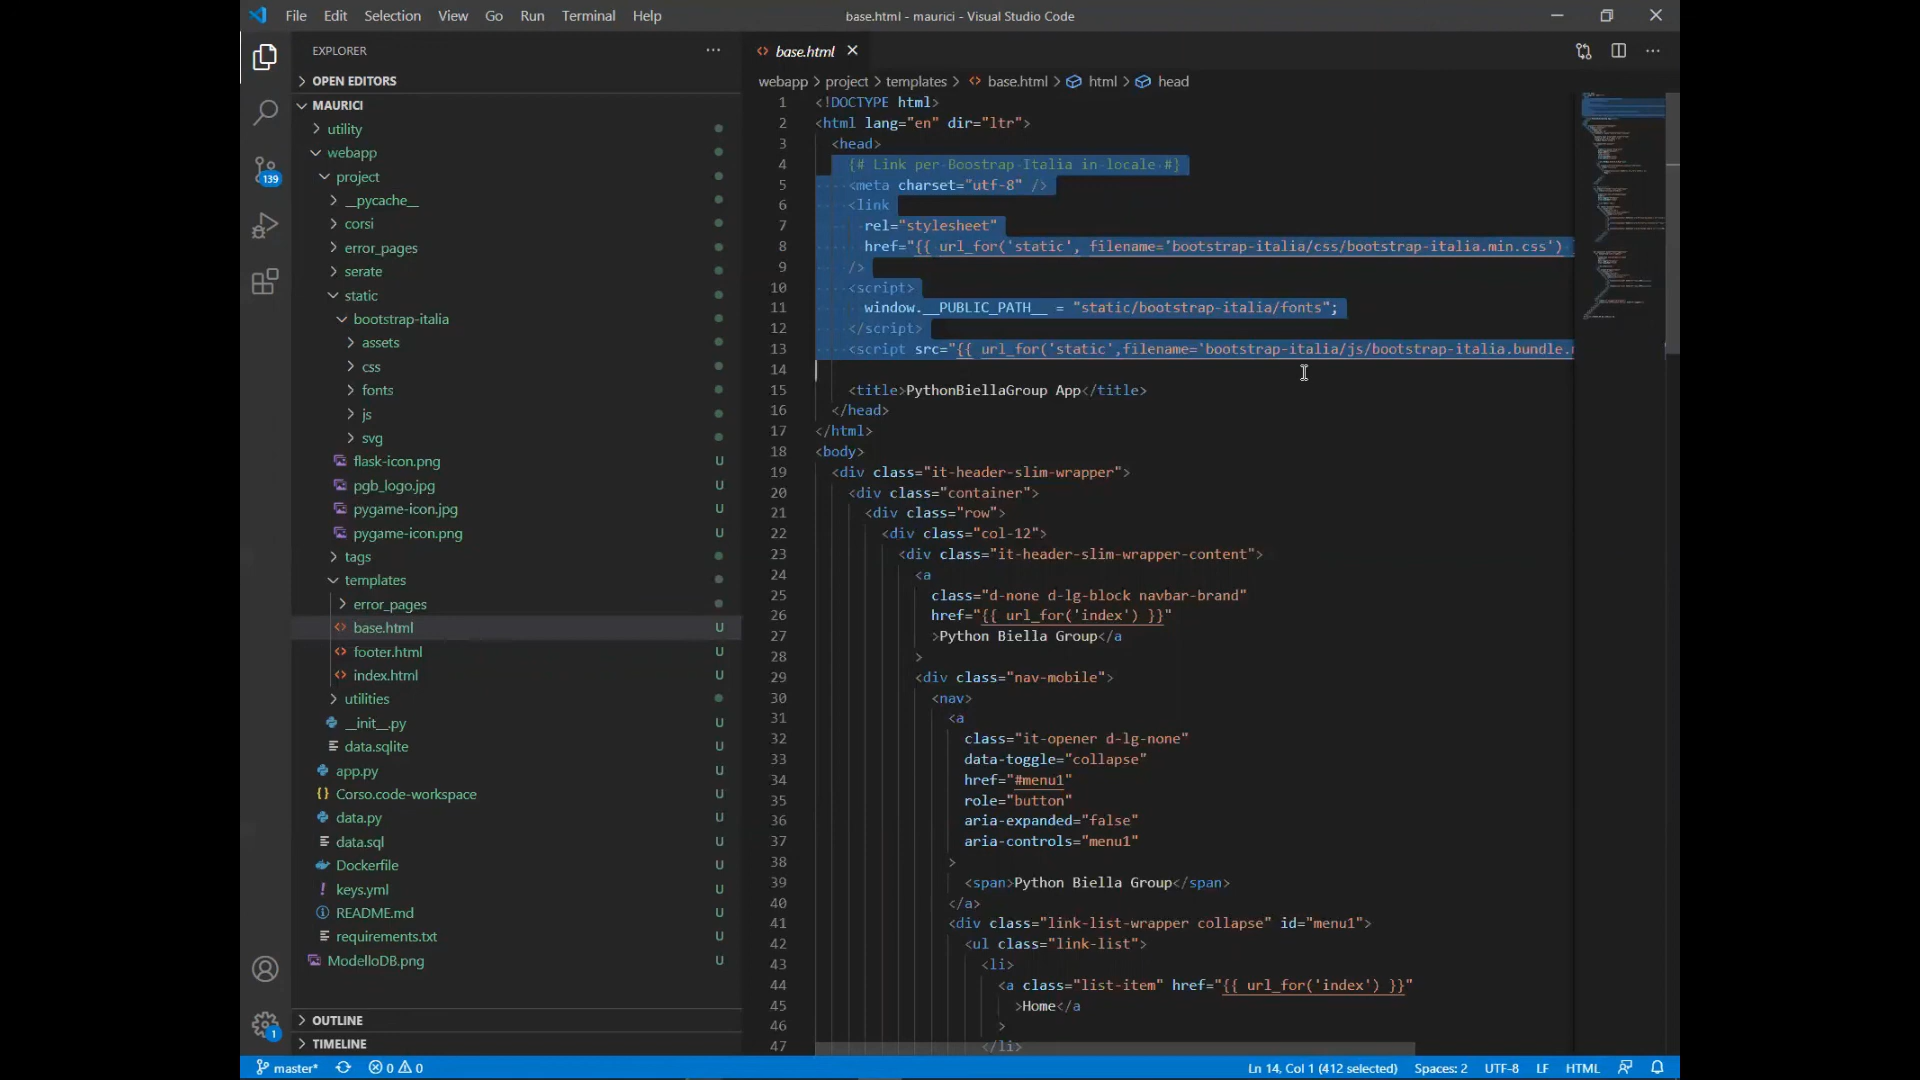 File Edit Selection View Go Run Terminal Help
base.html - maurici - Visual Studio Code
EXPLORER
OPEN EDITORS
MAURICI
utility
webapp
project
__pycache__
corsi
error_pages
serate
static
bootstrap-italia
assets
css
fonts
js
svg
flask-icon.png U
pgb_logo.jpg U
pygame-icon.jpg U
pygame-icon.png U
tags
templates
error_pages
base.html U
footer.html U
index.html U
utilities
__init__.py U
data.sqlite U
app.py U
Corso.code-workspace U
data.py U
data.sql U
Dockerfile U
keys.yml U
README.md U
requirements.txt U
ModelloDB.png U
OUTLINE
TIMELINE
139
1
base.html
webapp > project > templates > base.html > html > head
1 <!DOCTYPE html>
2 <html lang="en" dir="ltr">
3 <head>
4 {# Link per Boostrap Italia in locale #}
5 <meta charset="utf-8" />
6 <link
7 rel="stylesheet"
8 href="{{ url_for('static', filename='bootstrap-italia/css/bootstrap-italia.min.css')
9 />
10 <script>
11 window.__PUBLIC_PATH__ = "static/bootstrap-italia/fonts";
12 </script>
13 <script src="{{ url_for('static',filename='bootstrap-italia/js/bootstrap-italia.bundle.
14
15 <title>PythonBiellaGroup App</title>
16 </head>
17 </html>
18 <body>
19 <div class="it-header-slim-wrapper">
20 <div class="container">
21 <div class="row">
22 <div class="col-12">
23 <div class="it-header-slim-wrapper-content">
24 <a
25 class="d-none d-lg-block navbar-brand"
26 href="{{ url_for('index') }}"
27 >Python Biella Group</a
28 >
29 <div class="nav-mobile">
30 <nav>
31 <a
32 class="it-opener d-lg-none"
33 data-toggle="collapse"
34 href="#menu1"
35 role="button"
36 aria-expanded="false"
37 aria-controls="menu1"
38 >
39 <span>Python Biella Group</span>
40 </a>
41 <div class="link-list-wrapper collapse" id="menu1">
42 <ul class="link-list">
43 <li>
44 <a class="list-item" href="{{ url_for('index') }}"
45 >Home</a
46 >
47 </li>
master* 0 0
Ln 14, Col 1 (412 selected) Spaces: 2 UTF-8 LF HTML